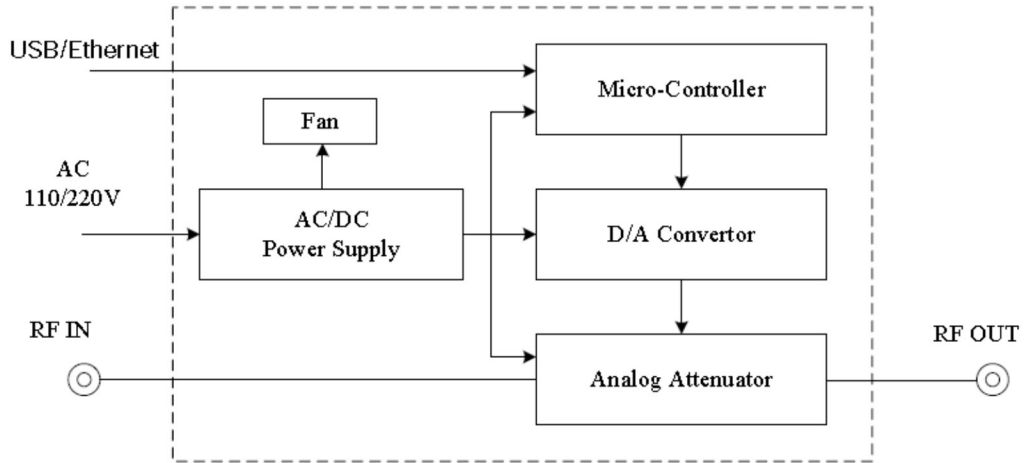 USB/Ethernet
Micro-Controller
Fan
AC
110/220V
AC/DC
Power Supply
D/A Convertor
RF IN
RF OUT
Analog Attenuator